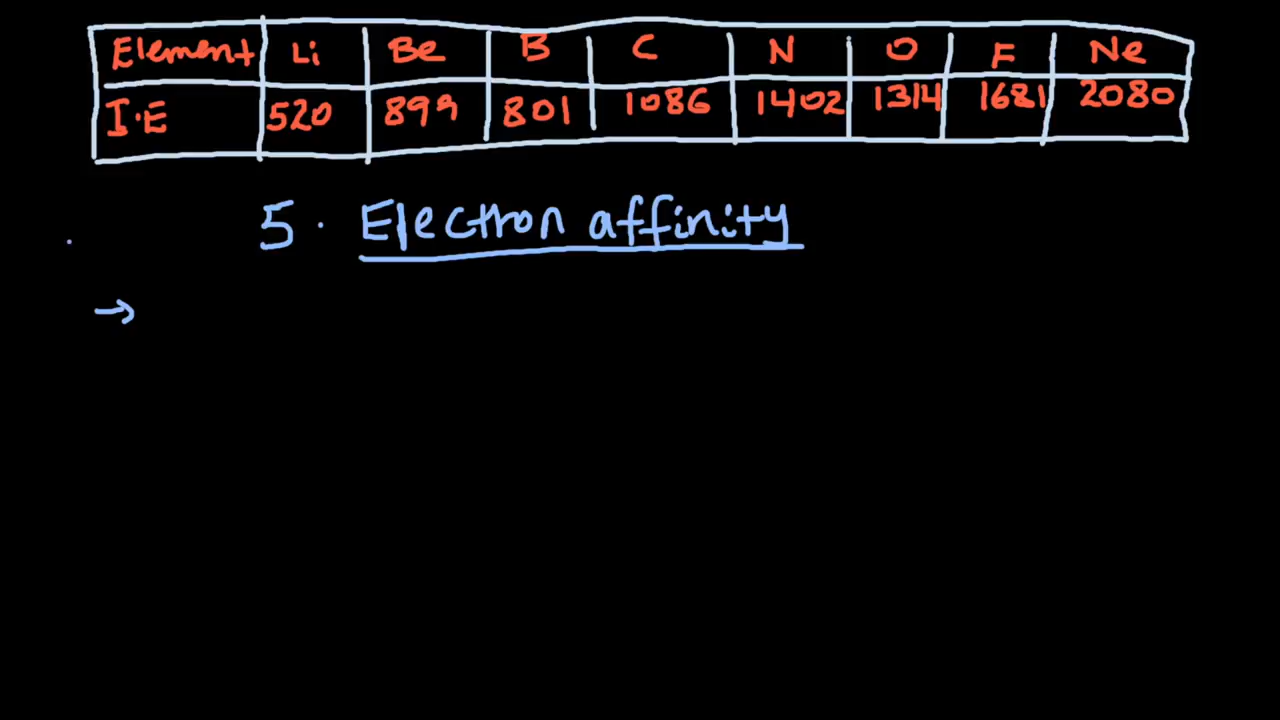 Element Li Be B C N O F Ne
I.E 520 899 801 1086 1402 1314 1681 2080
5. Electron affinity
→